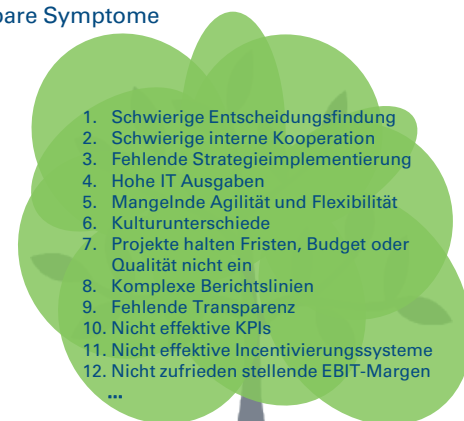 bare Symptome
1. Schwierige Entscheidungsfindung
2. Schwierige interne Kooperation
3. Fehlende Strategieimplementierung
4. Hohe IT Ausgaben
5. Mangelnde Agilität und Flexibilität
6. Kulturunterschiede
7. Projekte halten Fristen, Budget oder
Qualität nicht ein
8. Komplexe Berichtslinien
9. Fehlende Transparenz
10. Nicht effektive KPIs
11. Nicht effektive Incentivierungssysteme
12. Nicht zufrieden stellende EBIT-Margen
...